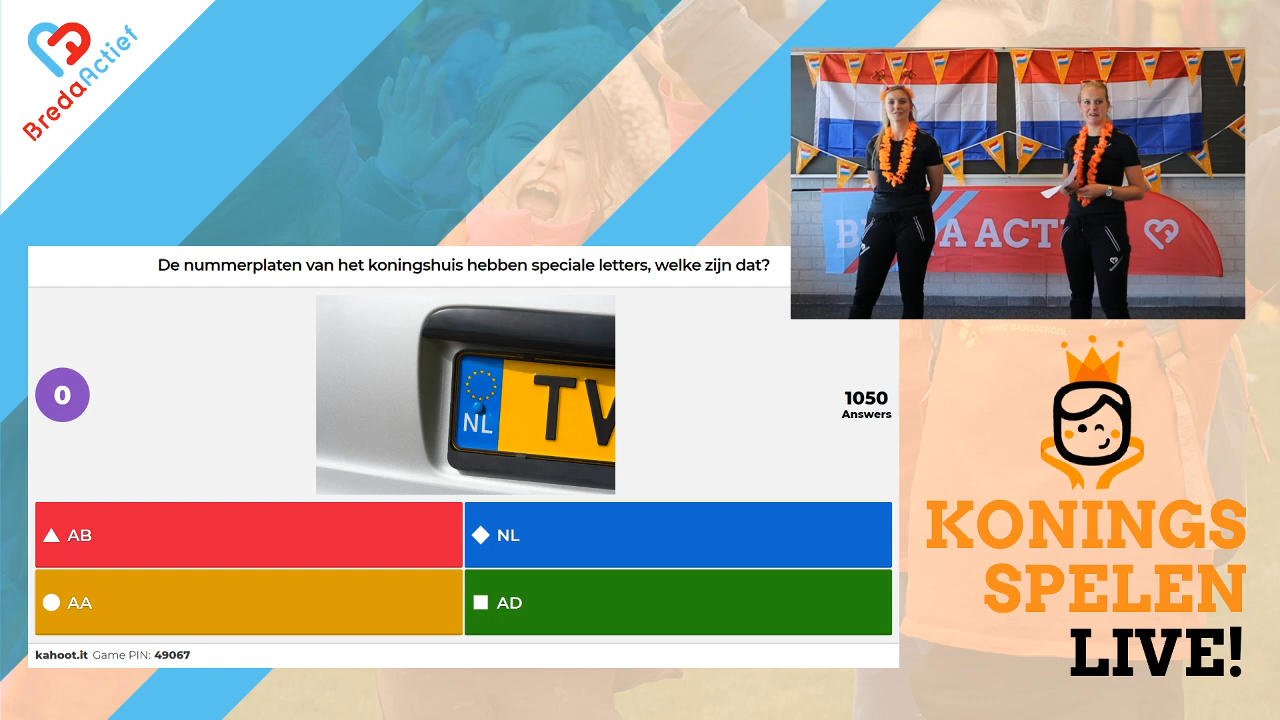 BredaActief
De nummerplaten van het koningshuis hebben speciale letters, welke zijn dat?
0
NL
1050
Answers
AB
NL
AA
AD
kahoot.it Game PIN: 49067
KONINGS
SPELEN
LIVE!